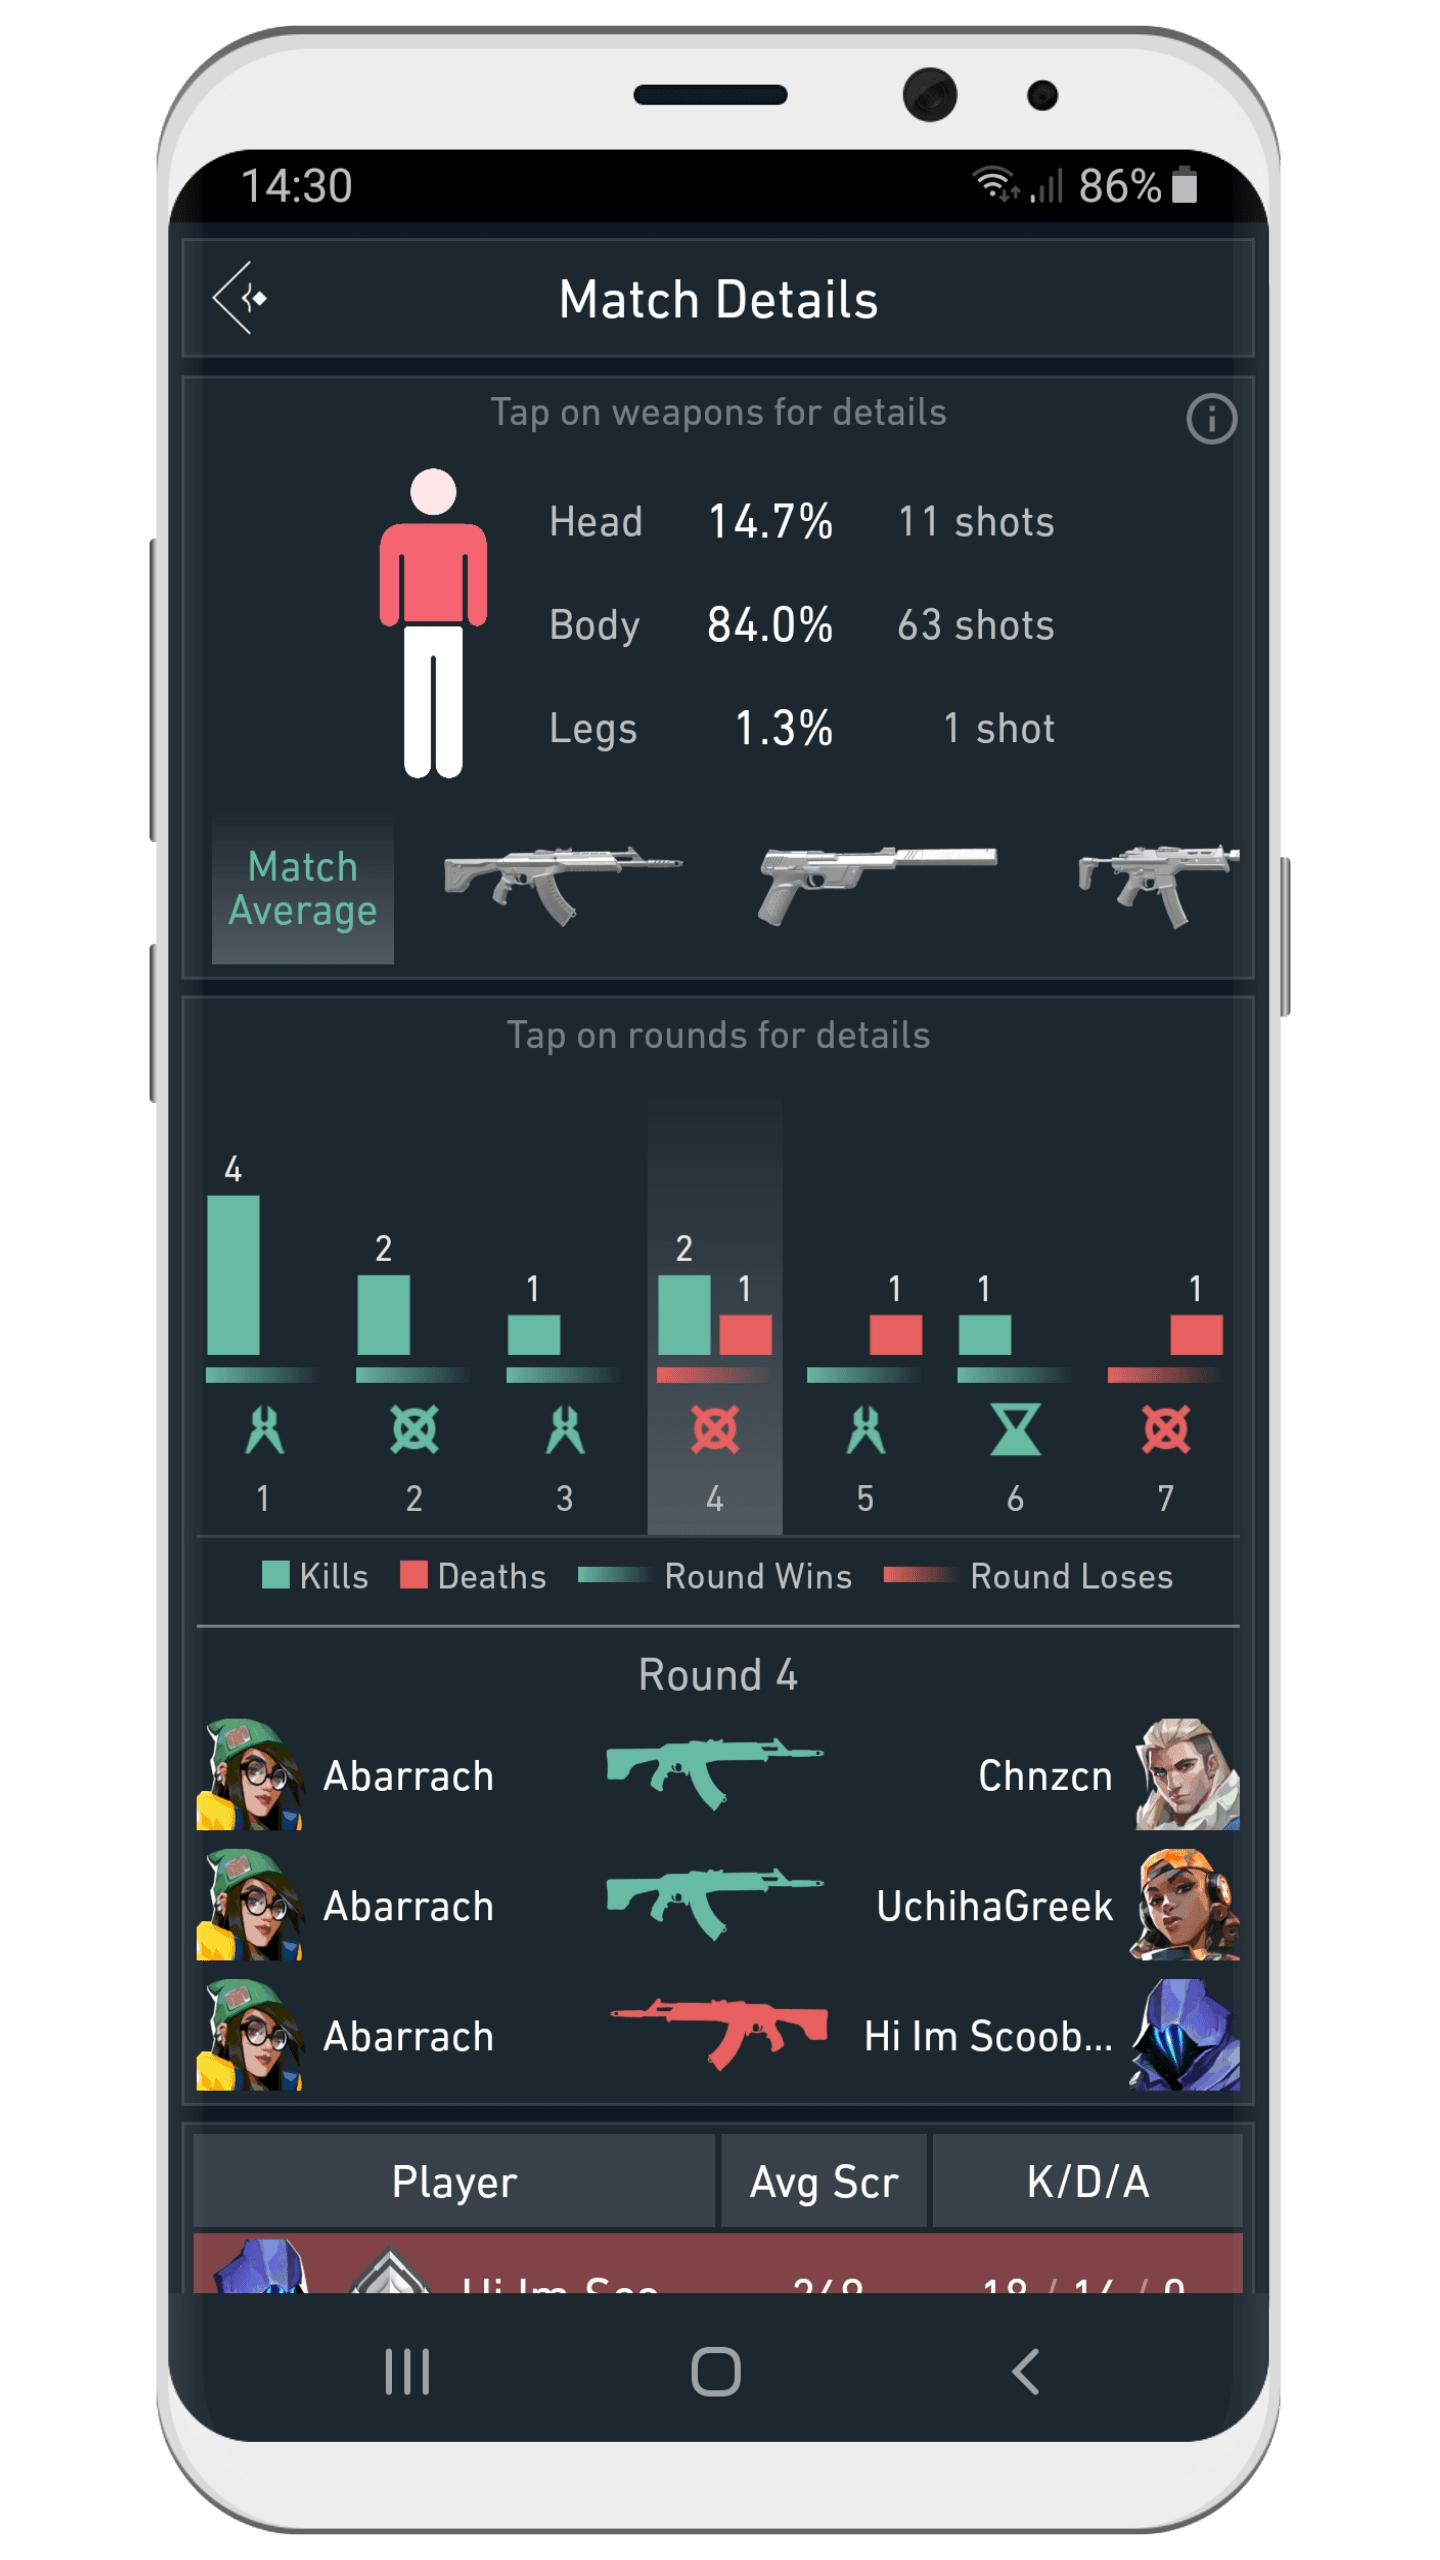 14:30 86%
Match Details
Tap on weapons for details
Head 14.7% 11 shots
Body 84.0% 63 shots
Legs 1.3% 1 shot
Match
Average
Tap on rounds for details
4 2 1 2 1 1 1 1
1 2 3 4 5 6 7
Kills Deaths Round Wins Round Loses
Round 4
Abarrach Chnzcn
Abarrach UchihaGreek
Abarrach Hi Im Scoob...
Player Avg Scr K/D/A
Hi Im